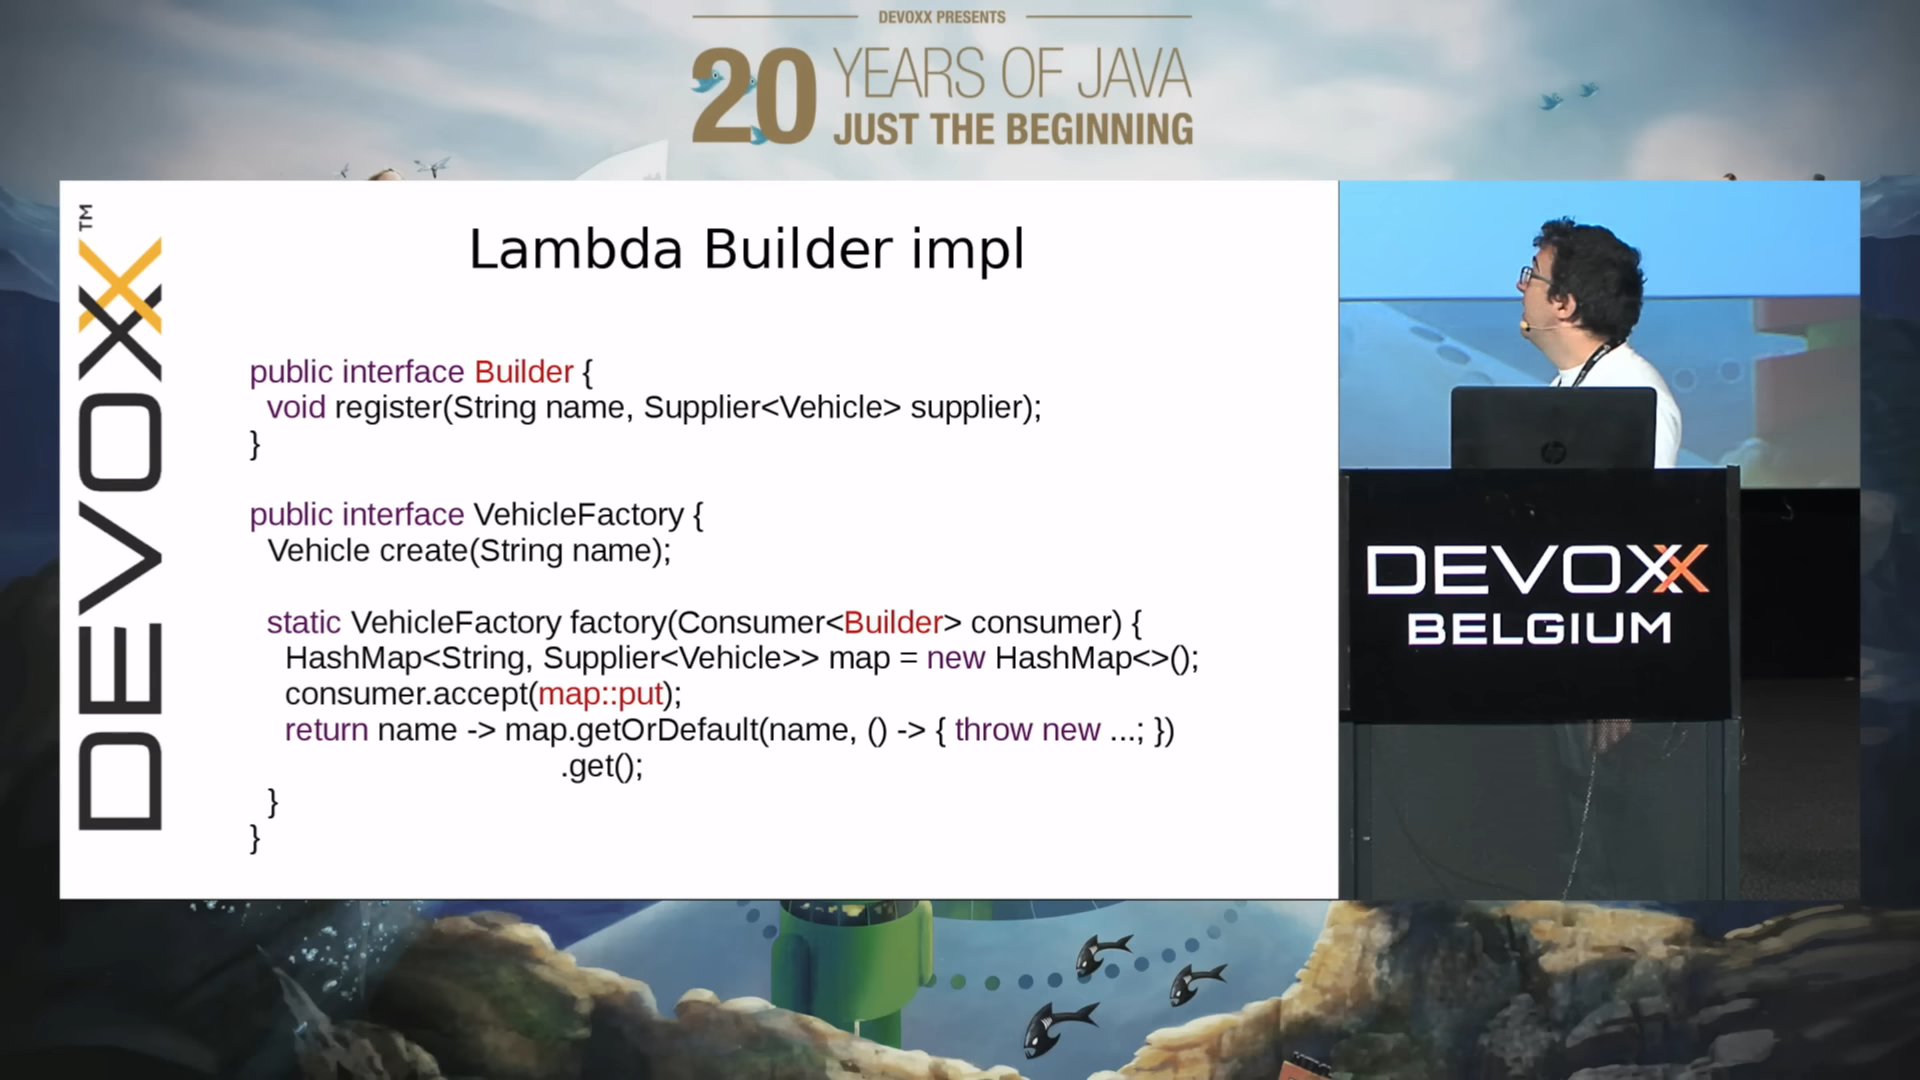 DEVOXX PRESENTS
20 YEARS OF JAVA
JUST THE BEGINNING
DEVOXX™
Lambda Builder impl
public interface Builder {
void register(String name, Supplier<Vehicle> supplier);
}
public interface VehicleFactory {
Vehicle create(String name);
static VehicleFactory factory(Consumer<Builder> consumer) {
HashMap<String, Supplier<Vehicle>> map = new HashMap<>();
consumer.accept(map::put);
return name -> map.getOrDefault(name, () -> { throw new ...; })
.get();
}
}
hp
DEVOXX
BELGIUM